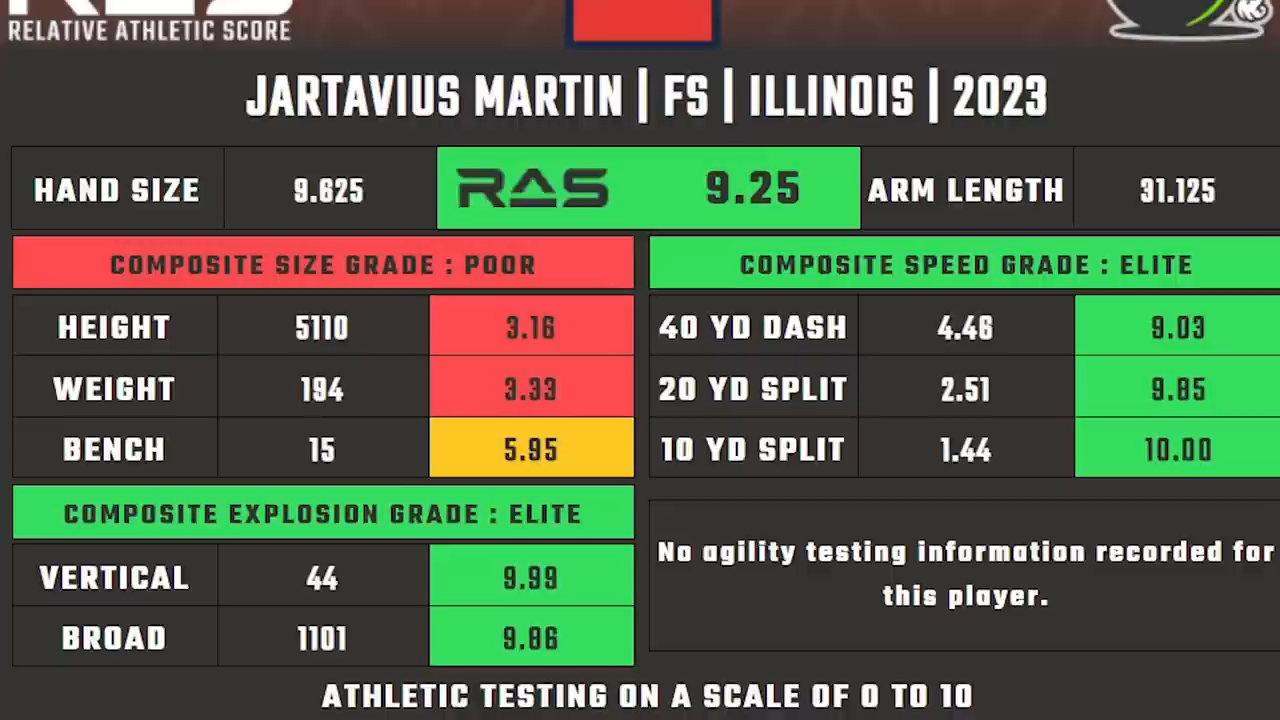 RELATIVE ATHLETIC SCORE
JARTAVIUS MARTIN | FS | ILLINOIS | 2023
HAND SIZE 9.625 RAS 9.25 ARM LENGTH 31.125
COMPOSITE SIZE GRADE : POOR
HEIGHT 5110 3.16
WEIGHT 194 3.33
BENCH 15 5.95
COMPOSITE SPEED GRADE : ELITE
40 YD DASH 4.46 9.03
20 YD SPLIT 2.51 9.85
10 YD SPLIT 1.44 10.00
COMPOSITE EXPLOSION GRADE : ELITE
VERTICAL 44 9.99
BROAD 1101 9.86
No agility testing information recorded for
this player.
ATHLETIC TESTING ON A SCALE OF 0 TO 10